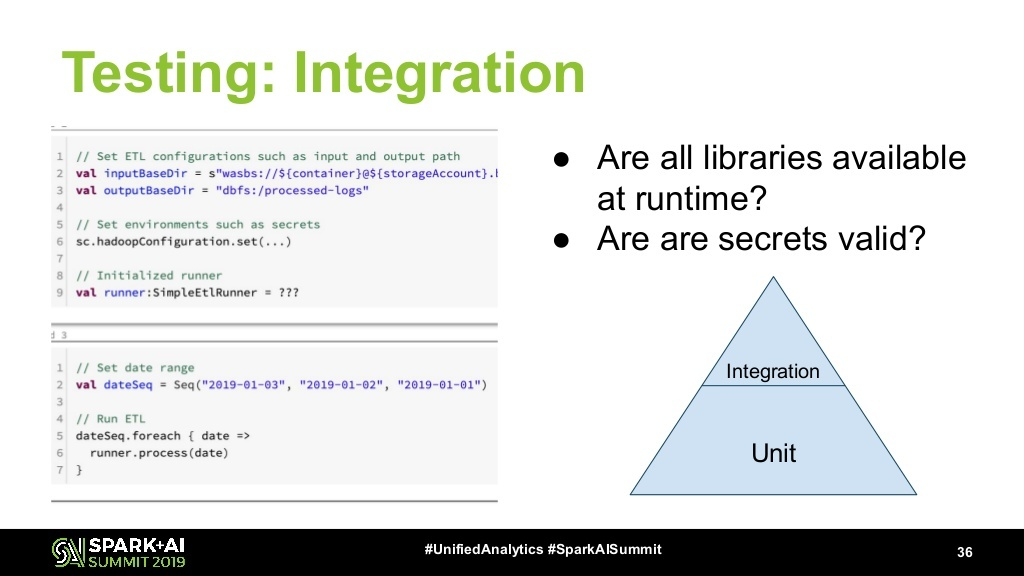 Testing: Integration
1 // Set ETL configurations such as input and output path
2 val inputBaseDir = s"wasbs://${container}@${storageAccount}.
3 val outputBaseDir = "dbfs:/processed-logs"
4
5 // Set environments such as secrets
6 sc.hadoopConfiguration.set(...)
7
8 // Initialized runner
9 val runner:SimpleEtlRunner = ???
d 3
1 // Set date range
2 val dateSeq = Seq("2019-01-03", "2019-01-02", "2019-01-01")
3
4 // Run ETL
5 dateSeq.foreach { date =>
6 runner.process(date)
7 }
● Are all libraries available
at runtime?
● Are are secrets valid?
Integration
Unit
SPARK+AI
SUMMIT 2019
#UnifiedAnalytics #SparkAISummit
36